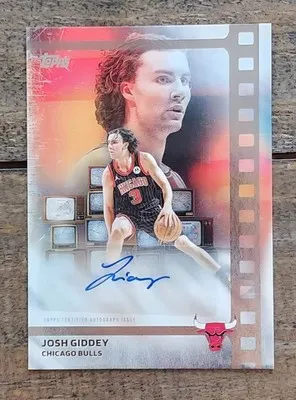 Topps
CHICAGO
3
TOPPS CERTIFIED AUTOGRAPH ISSUE
JOSH GIDDEY
CHICAGO BULLS